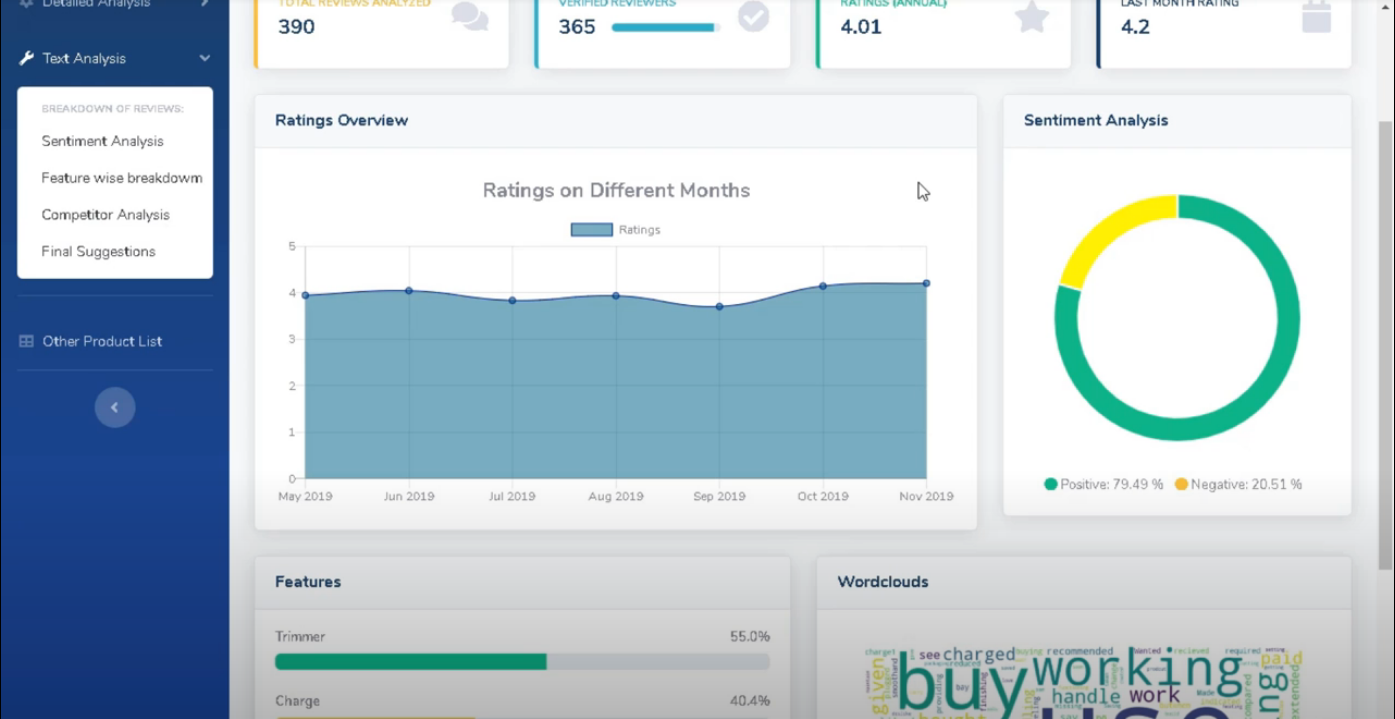 Detailed Analysis
Text Analysis
BREAKDOWN OF REVIEWS:
Sentiment Analysis
Feature wise breakdowm
Competitor Analysis
Final Suggestions
Other Product List
TOTAL REVIEWS ANALYZED
390
VERIFIED REVIEWERS
365
RATINGS (ANNUAL)
4.01
LAST MONTH RATING
4.2
Ratings Overview
Ratings on Different Months
Ratings
5
4
3
2
1
0
May 2019 Jun 2019 Jul 2019 Aug 2019 Sep 2019 Oct 2019 Nov 2019
Sentiment Analysis
Positive: 79.49 % Negative: 20.51 %
Features
Trimmer 55.0%
Charge 40.4%
Wordclouds
see charged recommended required
buy working paid
given handle work extended